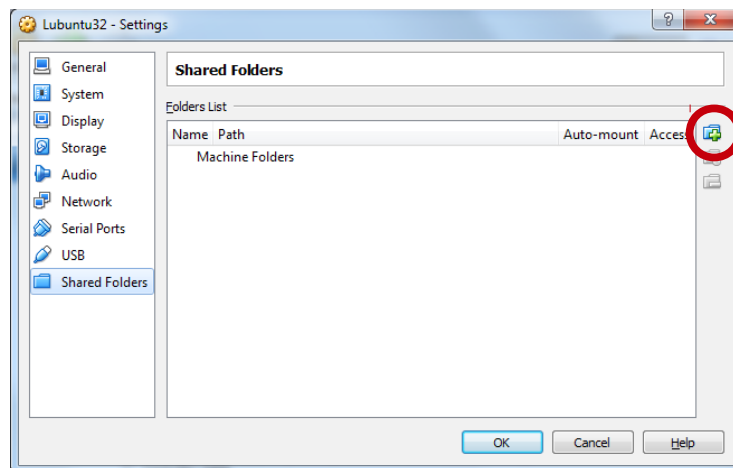 Lubuntu32 - Settings
General
System
Display
Storage
Audio
Network
Serial Ports
USB
Shared Folders
Shared Folders
Folders List
Name Path Auto-mount Access
Machine Folders
OK Cancel Help